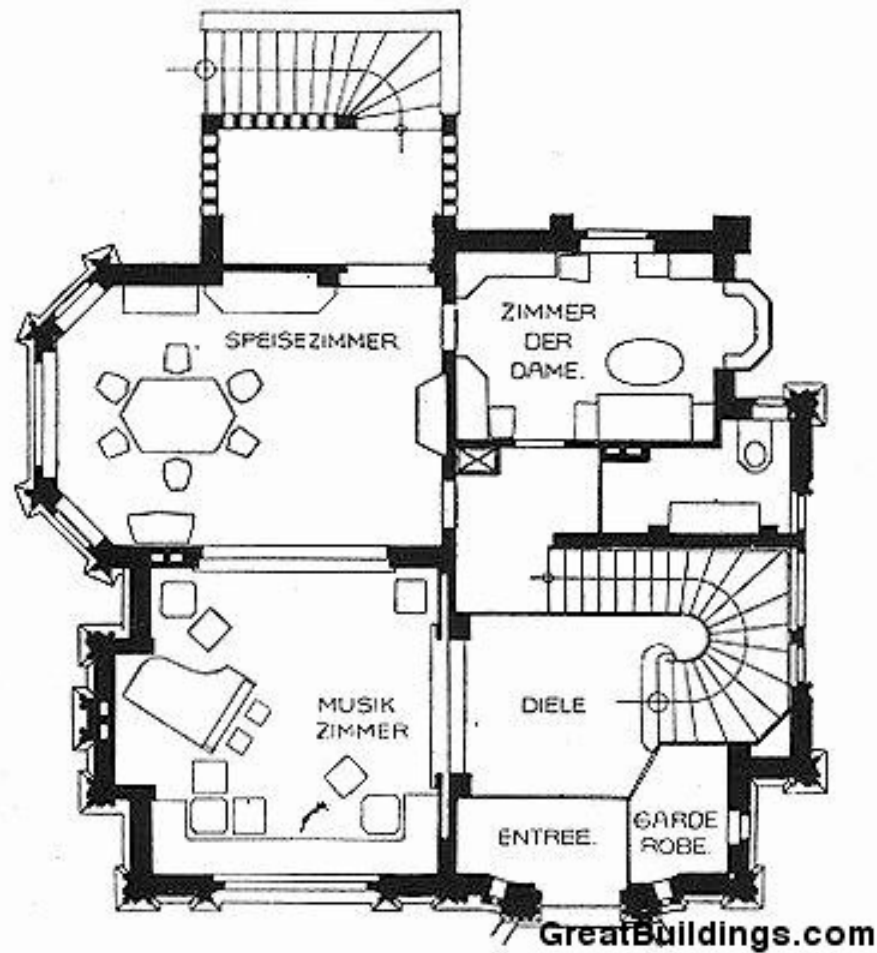 SPEISEZIMMER.
ZIMMER
DER
DAME.
MUSIK
ZIMMER
DIELE
ENTREE.
GARDE
ROBE.
GreatBuildings.com